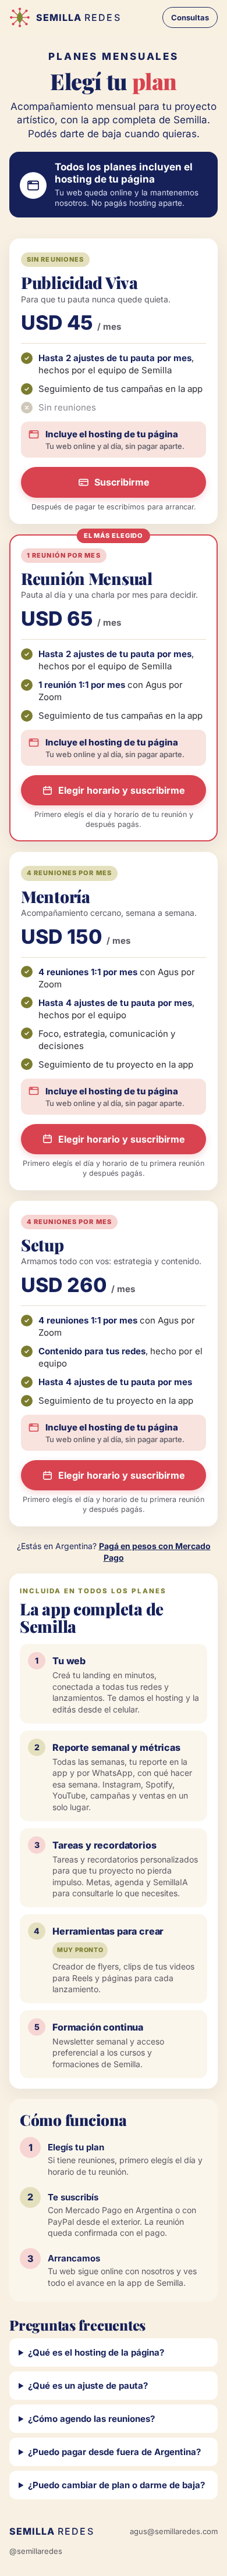 SEMILLA REDES
Consultas
PLANES MENSUALES
Elegí tu plan
Acompañamiento mensual para tu proyecto
artístico, con la app completa de Semilla.
Podés darte de baja cuando quieras.
Todos los planes incluyen el
hosting de tu página
Tu web queda online y la mantenemos
nosotros. No pagás hosting aparte.
SIN REUNIONES
Publicidad Viva
Para que tu pauta nunca quede quieta.
USD 45 / mes
Hasta 2 ajustes de tu pauta por mes,
hechos por el equipo de Semilla
Seguimiento de tus campañas en la app
Sin reuniones
Incluye el hosting de tu página
Tu web online y al día, sin pagar aparte.
Suscribirme
Después de pagar te escribimos para arrancar.
EL MÁS ELEGIDO
1 REUNIÓN POR MES
Reunión Mensual
Pauta al día y una charla por mes para decidir.
USD 65 / mes
Hasta 2 ajustes de tu pauta por mes,
hechos por el equipo de Semilla
1 reunión 1:1 por mes con Agus por
Zoom
Seguimiento de tus campañas en la app
Incluye el hosting de tu página
Tu web online y al día, sin pagar aparte.
Elegir horario y suscribirme
Primero elegís el día y horario de tu reunión y
después pagás.
4 REUNIONES POR MES
Mentoría
Acompañamiento cercano, semana a semana.
USD 150 / mes
4 reuniones 1:1 por mes con Agus por
Zoom
Hasta 4 ajustes de tu pauta por mes,
hechos por el equipo
Foco, estrategia, comunicación y
decisiones
Seguimiento de tu proyecto en la app
Incluye el hosting de tu página
Tu web online y al día, sin pagar aparte.
Elegir horario y suscribirme
Primero elegís el día y horario de tu primera reunión
y después pagás.
4 REUNIONES POR MES
Setup
Armamos todo con vos: estrategia y contenido.
USD 260 / mes
4 reuniones 1:1 por mes con Agus por
Zoom
Contenido para tus redes, hecho por el
equipo
Hasta 4 ajustes de tu pauta por mes
Seguimiento de tu proyecto en la app
Incluye el hosting de tu página
Tu web online y al día, sin pagar aparte.
Elegir horario y suscribirme
Primero elegís el día y horario de tu primera reunión
y después pagás.
¿Estás en Argentina? Pagá en pesos con Mercado
Pago
INCLUIDA EN TODOS LOS PLANES
La app completa de
Semilla
1 Tu web
Creá tu landing en minutos,
conectada a todas tus redes y
lanzamientos. Te damos el hosting y la
editás desde el celular.
2 Reporte semanal y métricas
Todas las semanas, tu reporte en la
app y por WhatsApp, con qué hacer
esa semana. Instagram, Spotify,
YouTube, campañas y ventas en un
solo lugar.
3 Tareas y recordatorios
Tareas y recordatorios personalizados
para que tu proyecto no pierda
impulso. Metas, agenda y SemillaIA
para consultarle lo que necesites.
4 Herramientas para crear
MUY PRONTO
Creador de flyers, clips de tus videos
para Reels y páginas para cada
lanzamiento.
5 Formación continua
Newsletter semanal y acceso
preferencial a los cursos y
formaciones de Semilla.
Cómo funciona
1 Elegís tu plan
Si tiene reuniones, primero elegís el día y
horario de tu reunión.
2 Te suscribís
Con Mercado Pago en Argentina o con
PayPal desde el exterior. La reunión
queda confirmada con el pago.
3 Arrancamos
Tu web sigue online con nosotros y ves
todo el avance en la app de Semilla.
Preguntas frecuentes
¿Qué es el hosting de la página?
¿Qué es un ajuste de pauta?
¿Cómo agendo las reuniones?
¿Puedo pagar desde fuera de Argentina?
¿Puedo cambiar de plan o darme de baja?
SEMILLA REDES
agus@semillaredes.com
@semillaredes